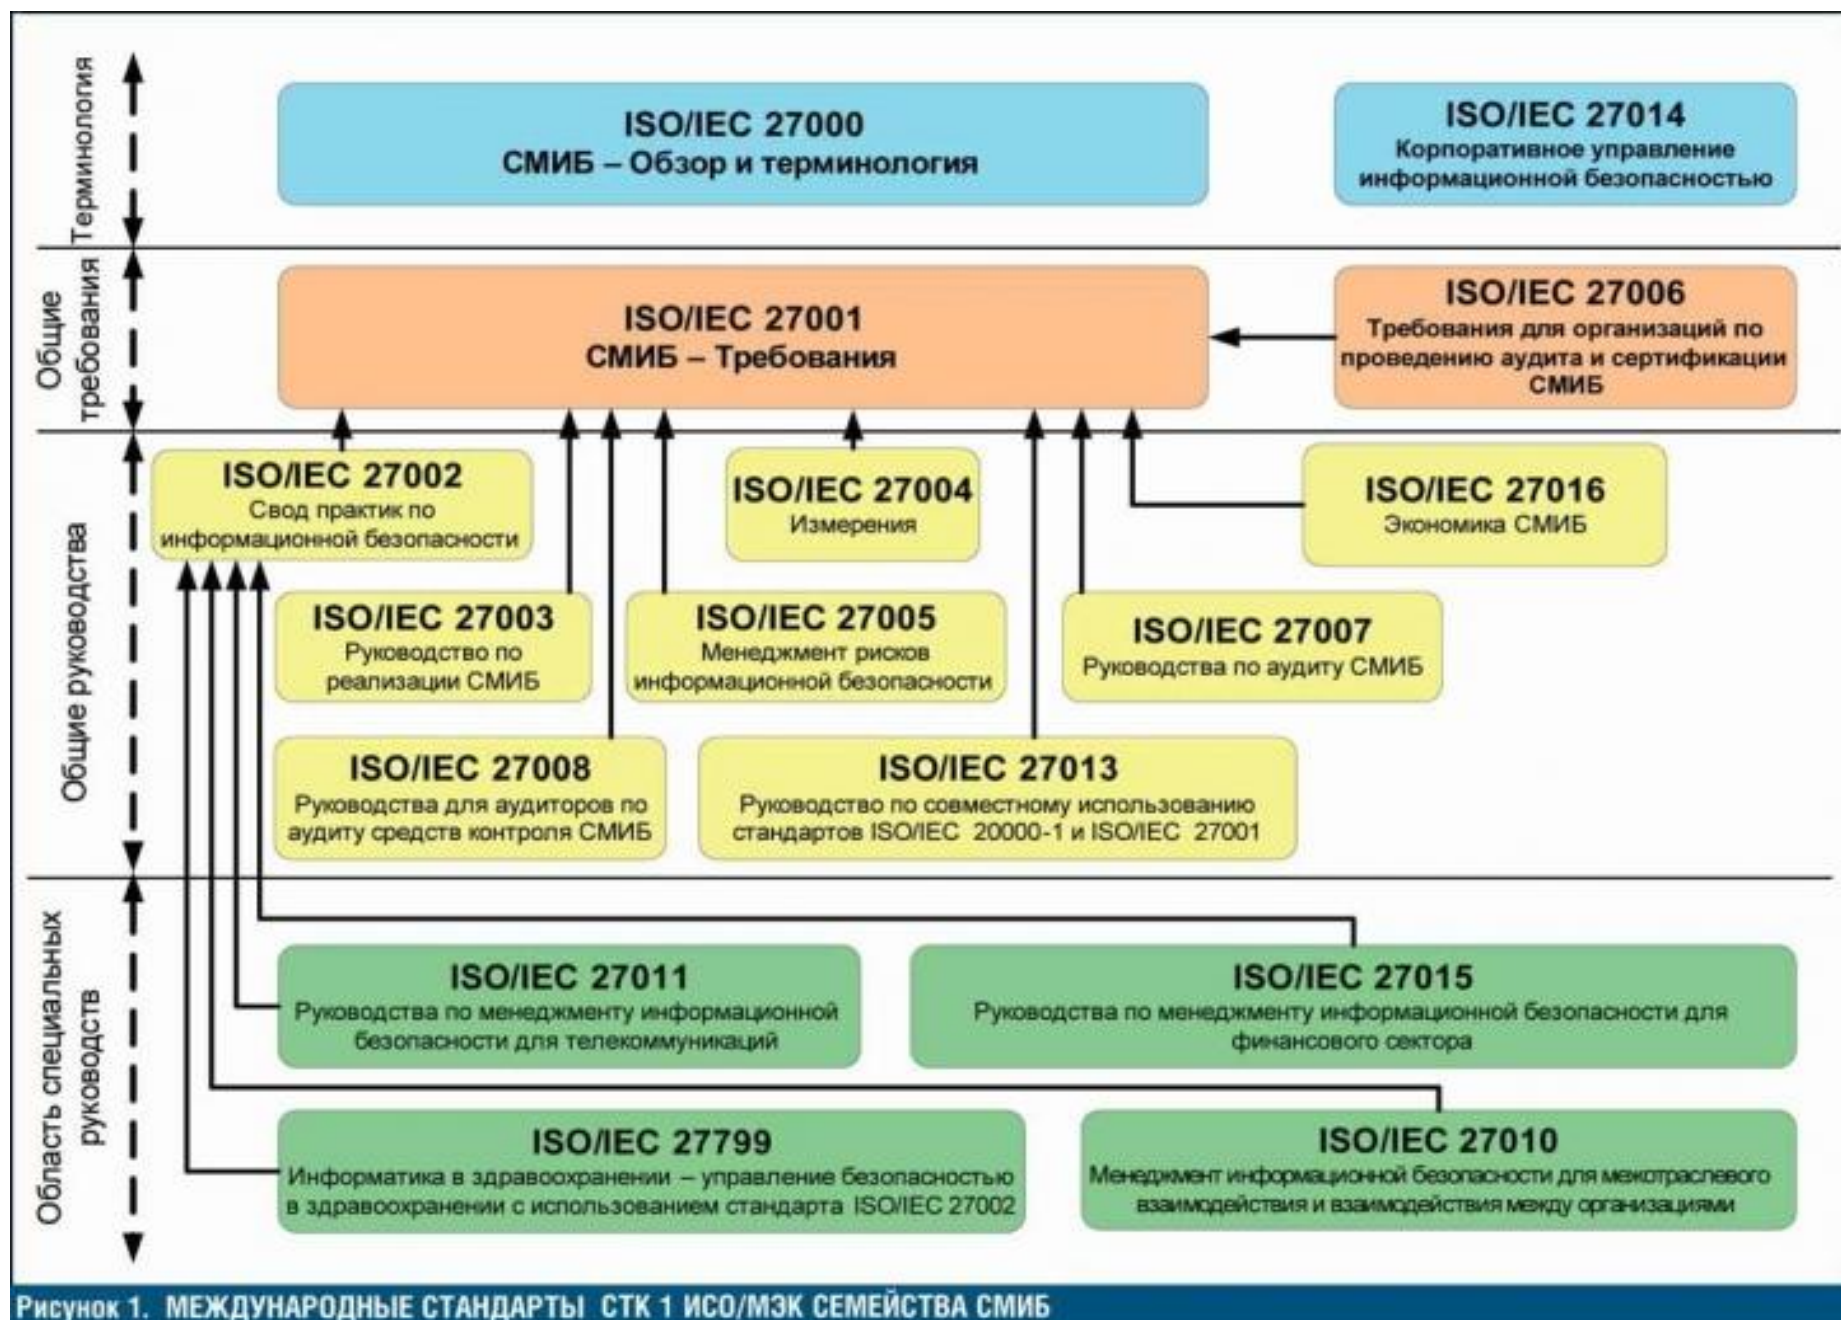 Терминология
ISO/IEC 27000
СМИБ – Обзор и терминология
ISO/IEC 27014
Корпоративное управление
информационной безопасностью
Общие
требования
ISO/IEC 27001
СМИБ – Требования
ISO/IEC 27006
Требования для организаций по
проведению аудита и сертификации
СМИБ
Общие руководства
ISO/IEC 27002
Свод практик по
информационной безопасности
ISO/IEC 27004
Измерения
ISO/IEC 27016
Экономика СМИБ
ISO/IEC 27003
Руководство по
реализации СМИБ
ISO/IEC 27005
Менеджмент рисков
информационной безопасности
ISO/IEC 27007
Руководства по аудиту СМИБ
ISO/IEC 27008
Руководства для аудиторов по
аудиту средств контроля СМИБ
ISO/IEC 27013
Руководство по совместному использованию
стандартов ISO/IEC 20000-1 и ISO/IEC 27001
Область специальных
руководств
ISO/IEC 27011
Руководства по менеджменту информационной
безопасности для телекоммуникаций
ISO/IEC 27015
Руководства по менеджменту информационной безопасности для
финансового сектора
ISO/IEC 27799
Информатика в здравоохранении – управление безопасностью
в здравоохранении с использованием стандарта ISO/IEC 27002
ISO/IEC 27010
Менеджмент информационной безопасности для межотраслевого
взаимодействия и взаимодействия между организациями
Рисунок 1. МЕЖДУНАРОДНЫЕ СТАНДАРТЫ СТК 1 ИСО/МЭК СЕМЕЙСТВА СМИБ